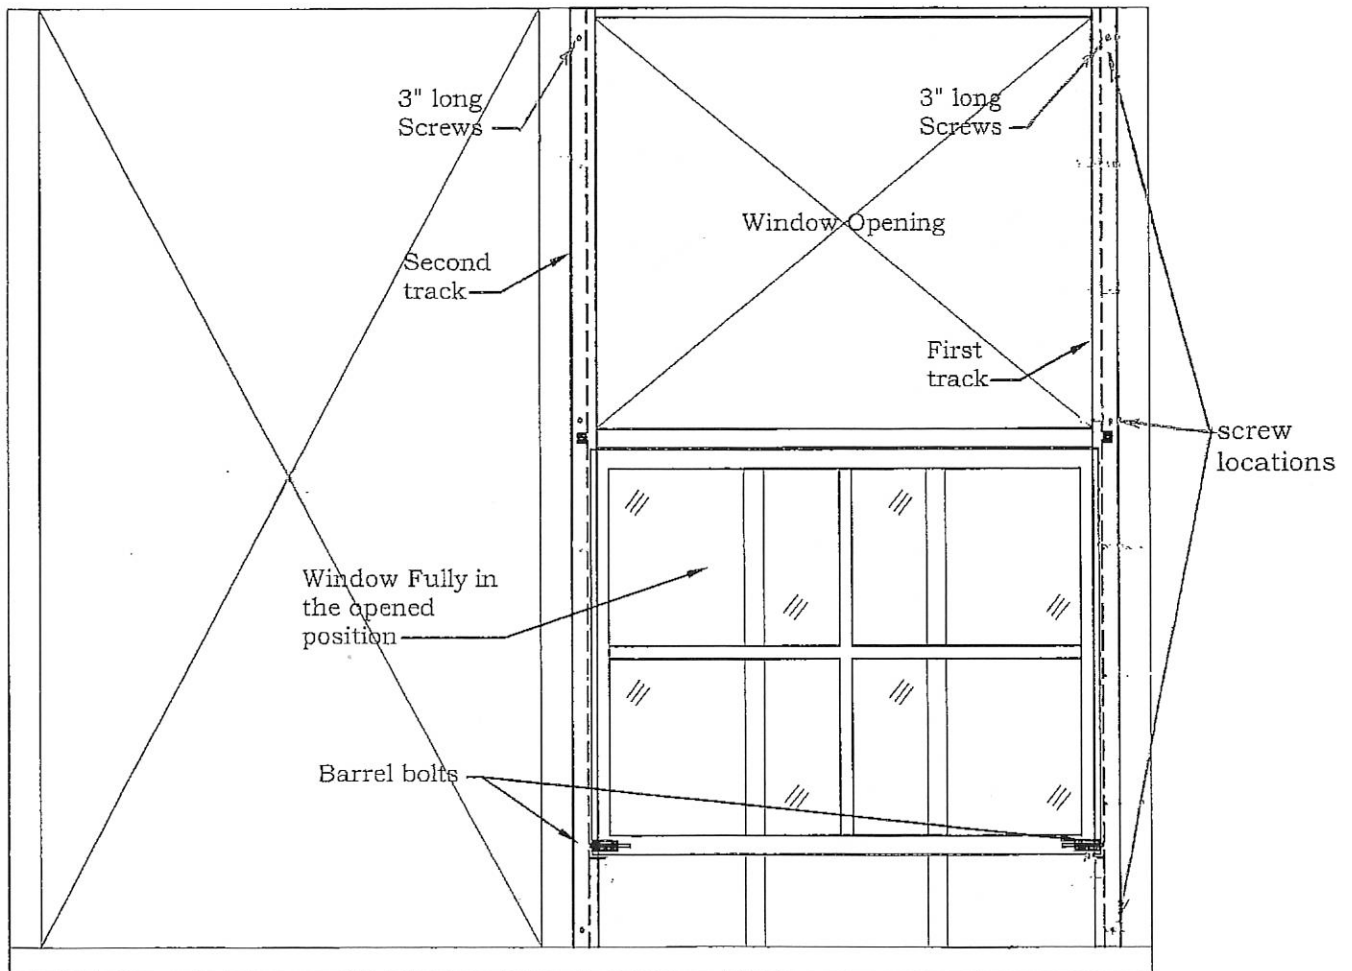 3" long
Screws
3" long
Screws
Window Opening
Second
track
First
track
screw
locations
Window Fully in
the opened
position
Barrel bolts